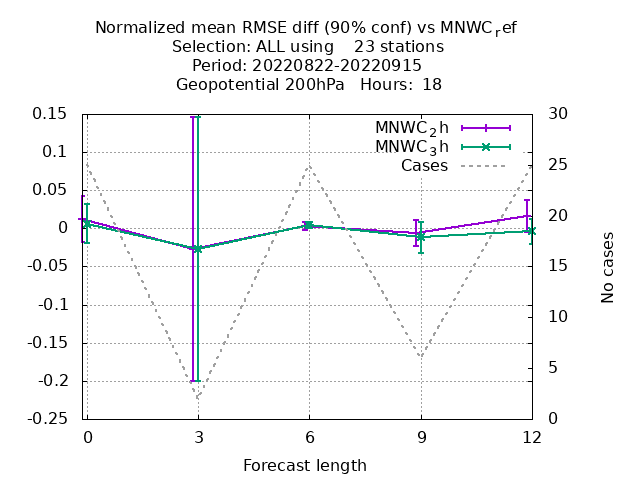 Normalized mean RMSE diff (90% conf) vs MNWC_ref
Selection: ALL using    23 stations
Period: 20220822-20220915
Geopotential 200hPa   Hours:  18
MNWC_2h
MNWC_3h
Cases
0.15
0.1
0.05
0
-0.05
-0.1
-0.15
-0.2
-0.25
30
25
20
15
10
5
0
No cases
0 3 6 9 12
Forecast length